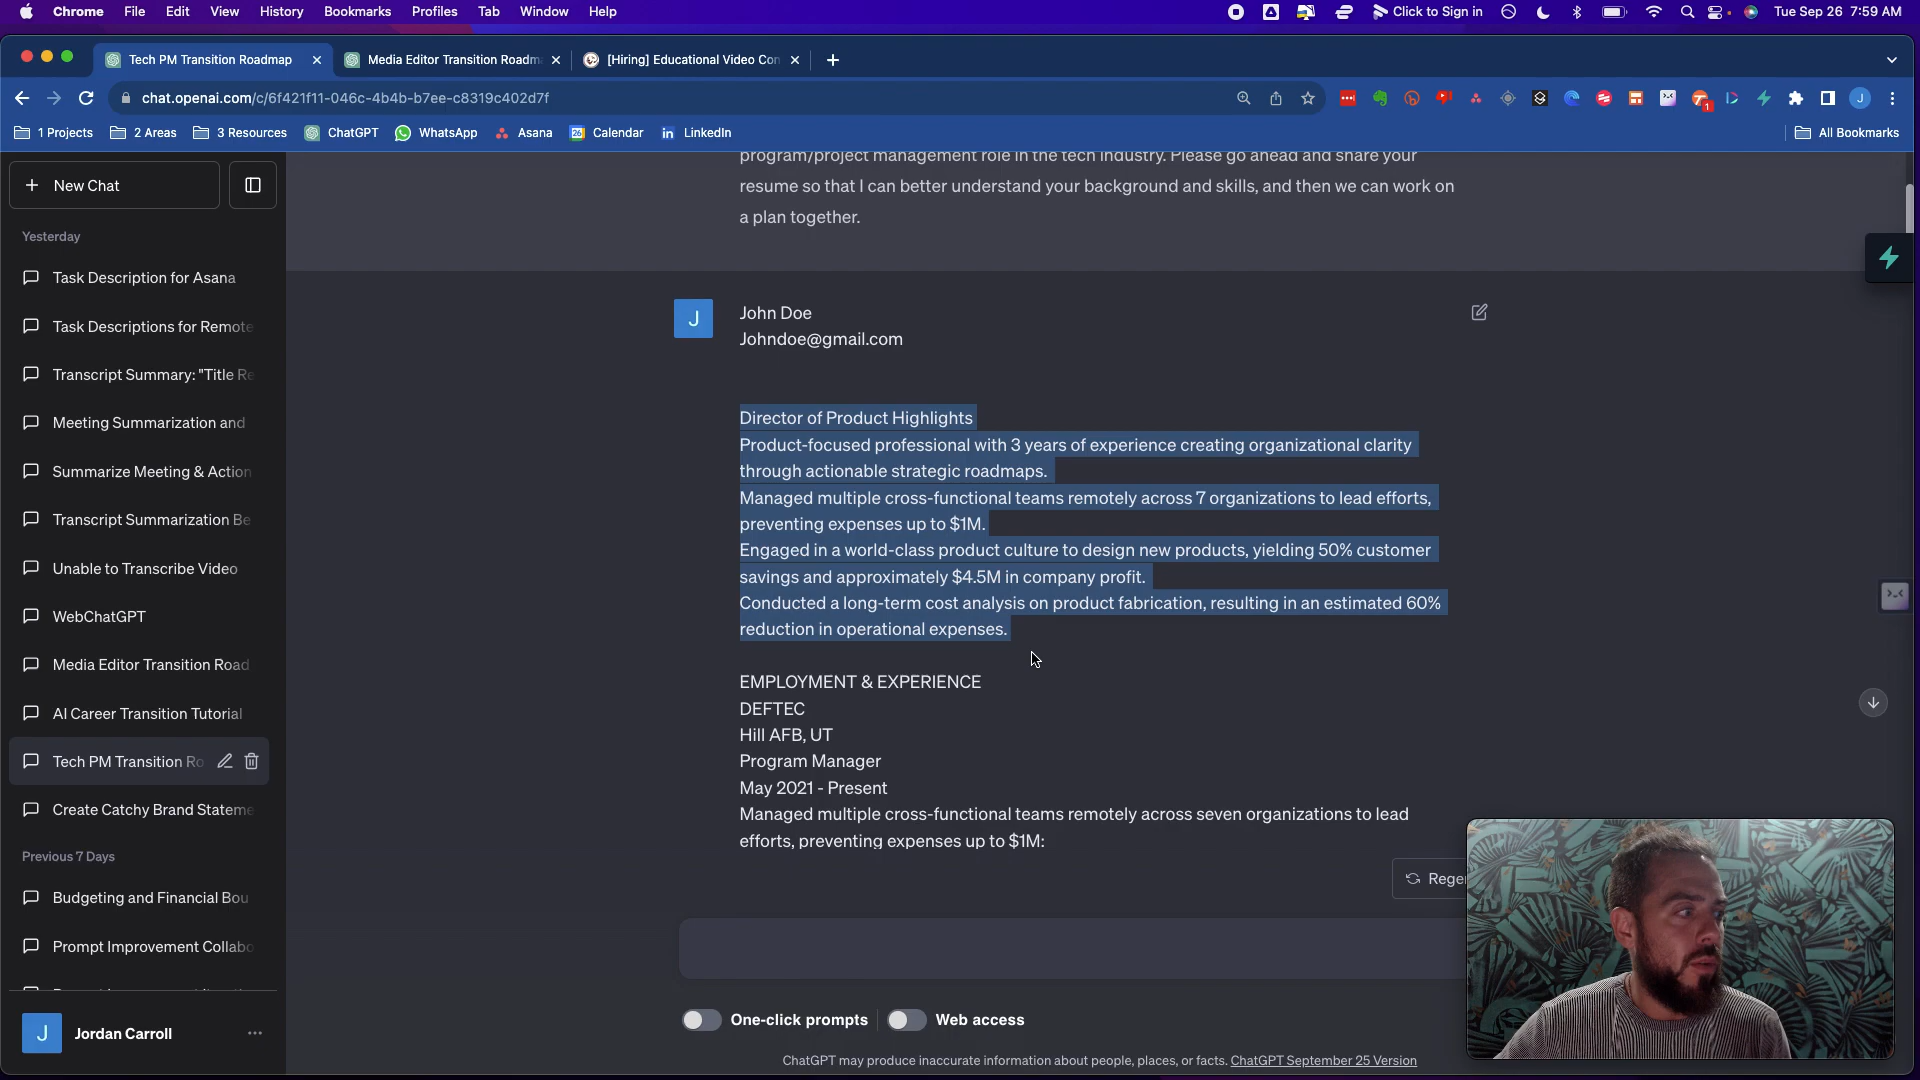 Chrome File Edit View History Bookmarks Profiles Tab Window Help Click to Sign in Tue Sep 26 7:59 AM
Tech PM Transition Roadmap Media Editor Transition Roadm [Hiring] Educational Video Con
chat.openai.com/c/6f421f11-046c-4b4b-b7ee-c8319c402d7f 1 J
1 Projects 2 Areas 3 Resources ChatGPT WhatsApp Asana 26 Calendar in LinkedIn All Bookmarks
New Chat
Yesterday
Task Description for Asana
Task Descriptions for Remote
Transcript Summary: "Title Re
Meeting Summarization and
Summarize Meeting & Action
Transcript Summarization Be
Unable to Transcribe Video
WebChatGPT
Media Editor Transition Road
AI Career Transition Tutorial
Tech PM Transition Ro
Create Catchy Brand Stateme
Previous 7 Days
Budgeting and Financial Bou
Prompt Improvement Collabo
J Jordan Carroll
program/project management role in the tech industry. Please go ahead and share your
resume so that I can better understand your background and skills, and then we can work on
a plan together.
J
John Doe
Johndoe@gmail.com
Director of Product Highlights
Product-focused professional with 3 years of experience creating organizational clarity
through actionable strategic roadmaps.
Managed multiple cross-functional teams remotely across 7 organizations to lead efforts,
preventing expenses up to $1M.
Engaged in a world-class product culture to design new products, yielding 50% customer
savings and approximately $4.5M in company profit.
Conducted a long-term cost analysis on product fabrication, resulting in an estimated 60%
reduction in operational expenses.
EMPLOYMENT & EXPERIENCE
DEFTEC
Hill AFB, UT
Program Manager
May 2021 - Present
Managed multiple cross-functional teams remotely across seven organizations to lead
efforts, preventing expenses up to $1M:
Reger
One-click prompts Web access
ChatGPT may produce inaccurate information about people, places, or facts. ChatGPT September 25 Version